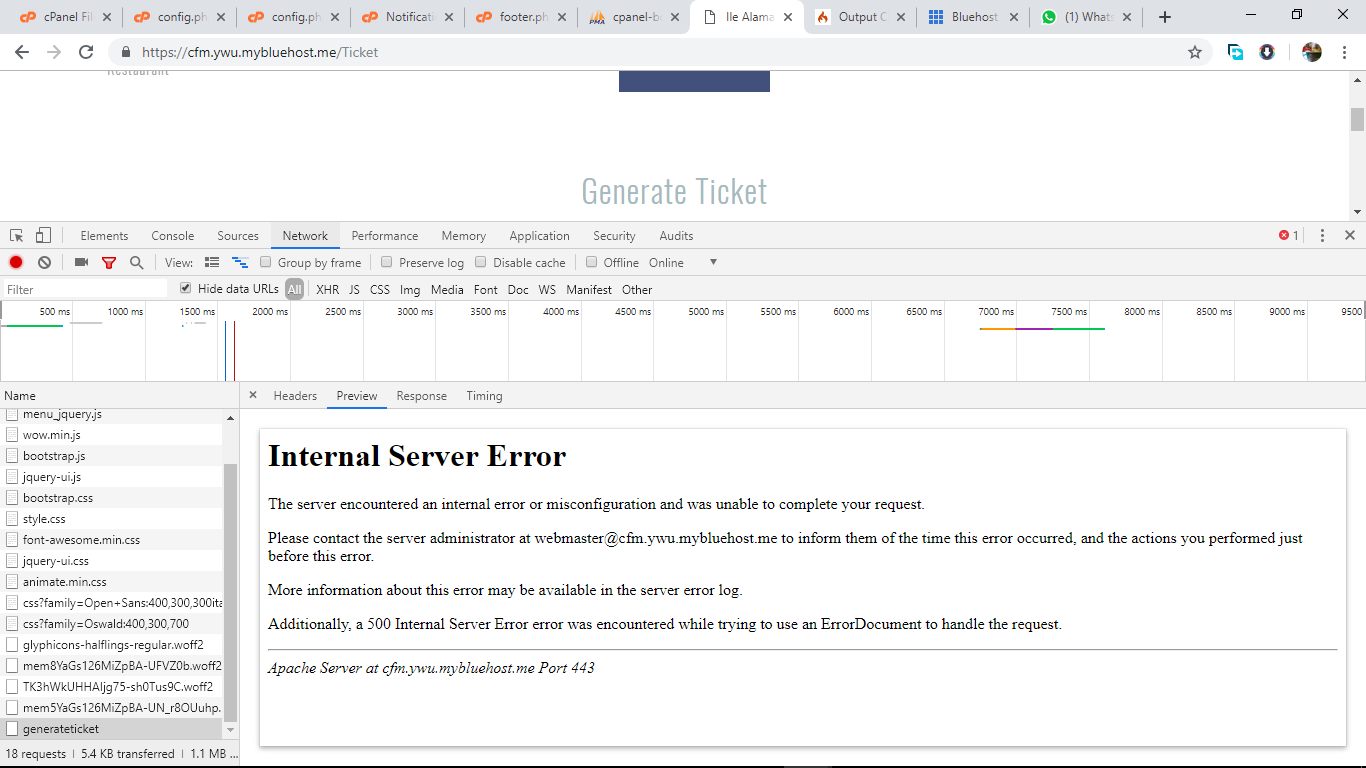 cPanel Fil
config.ph
config.ph
Notificati
footer.ph
cpanel-b
Ile Alama
Output C
Bluehost
(1) Whats
https://cfm.ywu.mybluehost.me/Ticket
Restaurant
Generate Ticket
Elements Console Sources Network Performance Memory Application Security Audits 1
View: Group by frame Preserve log Disable cache Offline Online
Filter Hide data URLs All XHR JS CSS Img Media Font Doc WS Manifest Other
500 ms 1000 ms 1500 ms 2000 ms 2500 ms 3000 ms 3500 ms 4000 ms 4500 ms 5000 ms 5500 ms 6000 ms 6500 ms 7000 ms 7500 ms 8000 ms 8500 ms 9000 ms 9500
Name
menu_jquery.js
wow.min.js
bootstrap.js
jquery-ui.js
bootstrap.css
style.css
font-awesome.min.css
jquery-ui.css
animate.min.css
css?family=Open+Sans:400,300,300ita
css?family=Oswald:400,300,700
glyphicons-halflings-regular.woff2
mem8YaGs126MiZpBA-UFVZ0b.woff2
TK3hWkUHHAIjg75-sh0Tus9C.woff2
mem5YaGs126MiZpBA-UN_r8OUuhp.
generateticket
18 requests | 5.4 KB transferred | 1.1 MB ...
Headers Preview Response Timing
Internal Server Error
The server encountered an internal error or misconfiguration and was unable to complete your request.
Please contact the server administrator at webmaster@cfm.ywu.mybluehost.me to inform them of the time this error occurred, and the actions you performed just
before this error.
More information about this error may be available in the server error log.
Additionally, a 500 Internal Server Error error was encountered while trying to use an ErrorDocument to handle the request.
Apache Server at cfm.ywu.mybluehost.me Port 443